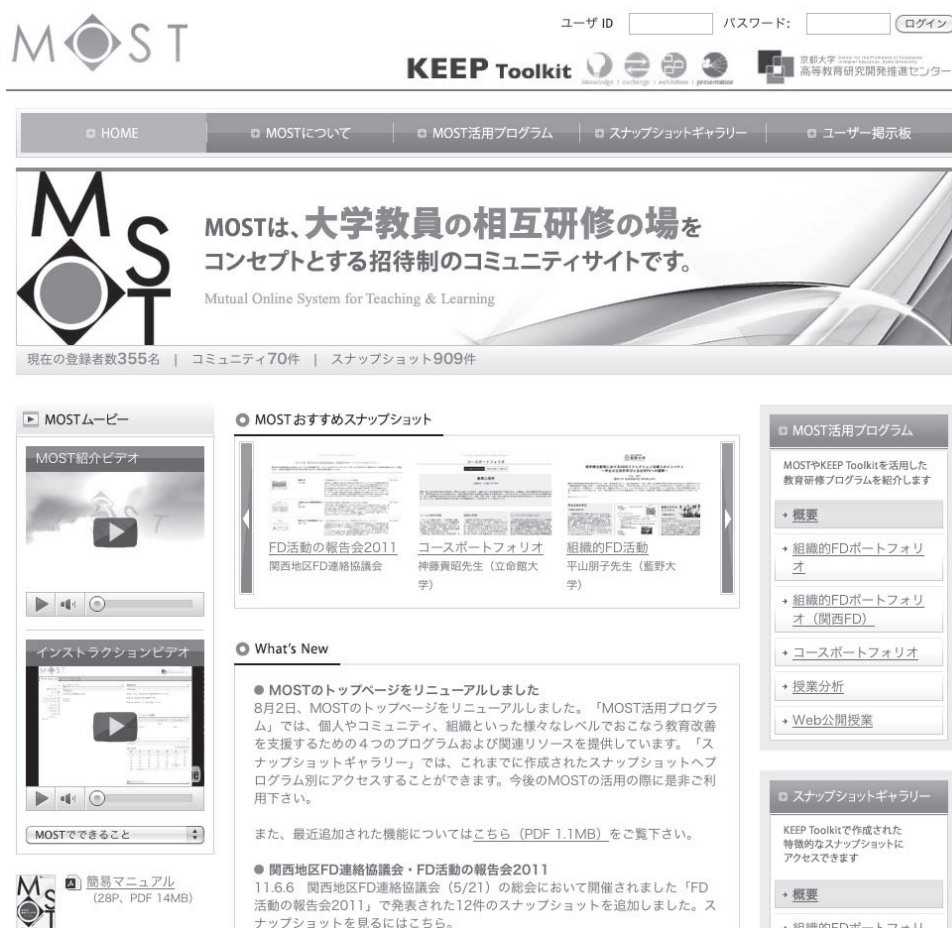 MOST
ユーザ ID
パスワード:
ログイン
KEEP Toolkit
knowledge | exchange | exhibition | presentation
京都大学
高等教育研究開発推進センター
HOME
MOSTについて
MOST活用プログラム
スナップショットギャラリー
ユーザー掲示板
MOST
MOSTは、大学教員の相互研修の場を
コンセプトとする招待制のコミュニティサイトです。
Mutual Online System for Teaching & Learning
現在の登録者数355名 | コミュニティ70件 | スナップショット909件
MOSTムービー
MOST紹介ビデオ
インストラクションビデオ
MOSTでできること
簡易マニュアル
(28P、PDF 14MB)
MOSTおすすめスナップショット
コースポートフォリオ
FD活動の報告会2011
関西地区FD連絡協議会
コースポートフォリオ
神藤貴昭先生（立命館大
学）
組織的FD活動
平山朋子先生（藍野大
学）
What's New
● MOSTのトップページをリニューアルしました
8月2日、MOSTのトップページをリニューアルしました。「MOST活用プログラ
ム」では、個人やコミュニティ、組織といった様々なレベルでおこなう教育改善
を支援するための４つのプログラムおよび関連リソースを提供しています。「ス
ナップショットギャラリー」では、これまでに作成されたスナップショットへプ
ログラム別にアクセスすることができます。今後のMOSTの活用の際に是非ご利
用下さい。
また、最近追加された機能についてはこちら（PDF 1.1MB）をご覧下さい。
● 関西地区FD連絡協議会・FD活動の報告会2011
11.6.6 関西地区FD連絡協議会（5/21）の総会において開催されました「FD
活動の報告会2011」で発表された12件のスナップショットを追加しました。ス
ナップショットを見るにはこちら。
MOST活用プログラム
MOSTやKEEP Toolkitを活用した
教育研修プログラムを紹介します
概要
組織的FDポートフォリ
オ
組織的FDポートフォリ
オ（関西FD）
コースポートフォリオ
授業分析
Web公開授業
スナップショットギャラリー
KEEP Toolkitで作成された
特徴的なスナップショットに
アクセスできます
概要
組織的FDポートフォリ